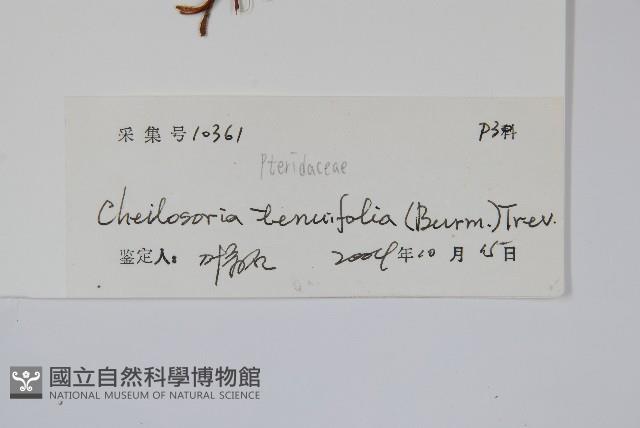 采集号10361 P3科
Pteridaceae
Cheilosoria tenuifolia (Burm.) Trev.
鉴定人: 2004年10月15日
國立自然科學博物館
NATIONAL MUSEUM OF NATURAL SCIENCE